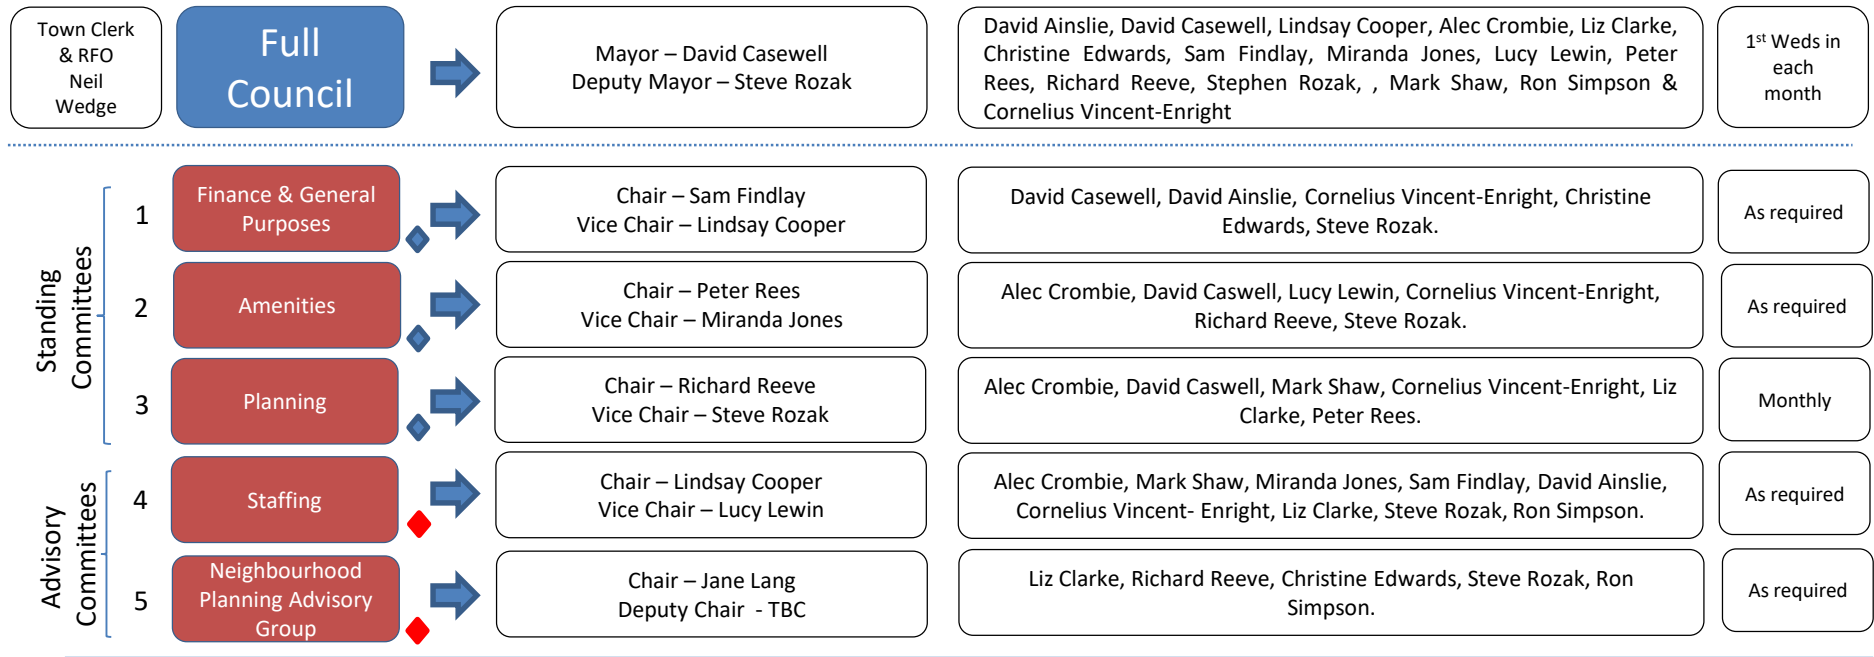 Town Clerk
& RFO
Neil
Wedge
Full
Council
Mayor – David Casewell
Deputy Mayor – Steve Rozak
David Ainslie, David Casewell, Lindsay Cooper, Alec Crombie, Liz Clarke,
Christine Edwards, Sam Findlay, Miranda Jones, Lucy Lewin, Peter
Rees, Richard Reeve, Stephen Rozak, , Mark Shaw, Ron Simpson &
Cornelius Vincent-Enright
1st Weds in
each
month
Standing
Committees
1
Finance & General
Purposes
Chair – Sam Findlay
Vice Chair – Lindsay Cooper
David Casewell, David Ainslie, Cornelius Vincent-Enright, Christine
Edwards, Steve Rozak.
As required
2
Amenities
Chair – Peter Rees
Vice Chair – Miranda Jones
Alec Crombie, David Caswell, Lucy Lewin, Cornelius Vincent-Enright,
Richard Reeve, Steve Rozak.
As required
3
Planning
Chair – Richard Reeve
Vice Chair – Steve Rozak
Alec Crombie, David Caswell, Mark Shaw, Cornelius Vincent-Enright, Liz
Clarke, Peter Rees.
Monthly
Advisory
Committees
4
Staffing
Chair – Lindsay Cooper
Vice Chair – Lucy Lewin
Alec Crombie, Mark Shaw, Miranda Jones, Sam Findlay, David Ainslie,
Cornelius Vincent- Enright, Liz Clarke, Steve Rozak, Ron Simpson.
As required
5
Neighbourhood
Planning Advisory
Group
Chair – Jane Lang
Deputy Chair - TBC
Liz Clarke, Richard Reeve, Christine Edwards, Steve Rozak, Ron
Simpson.
As required